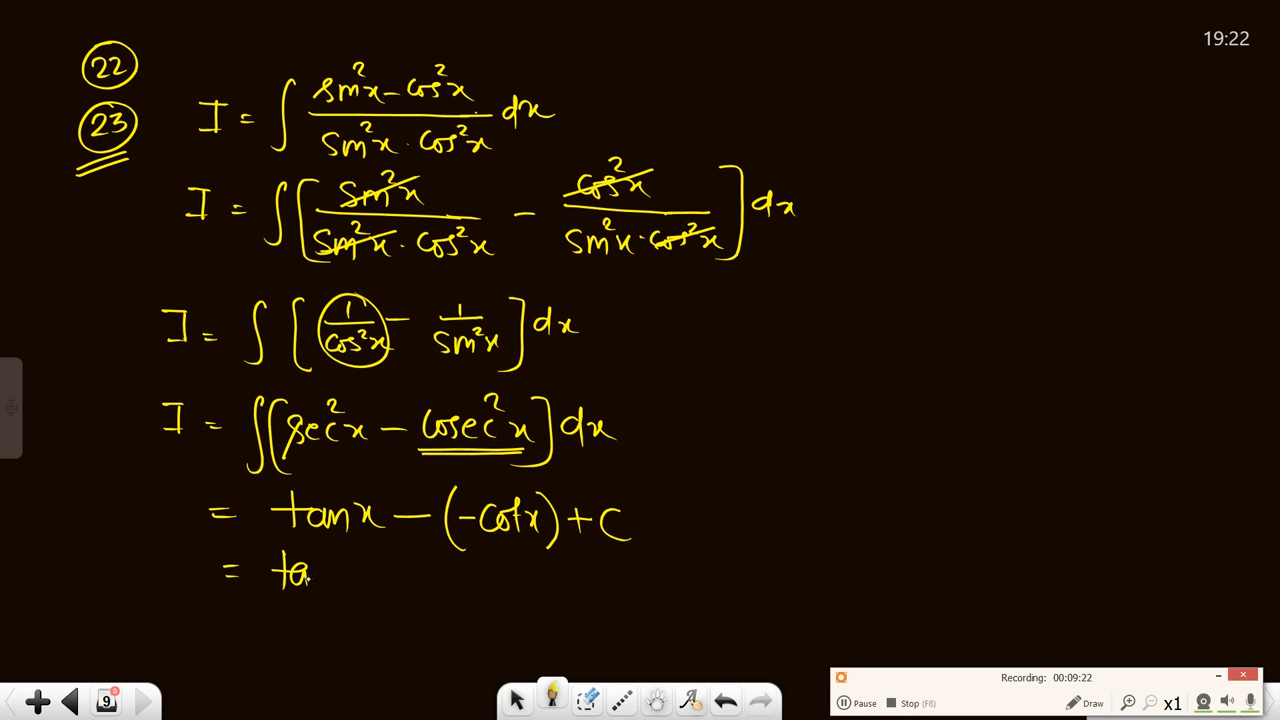 19:22
22
23
I = ∫ (sin²x - cos²x)/(sin²x · cos²x) dx
I = ∫ [ sin²x/(sin²x · cos²x) - cos²x/(sin²x · cos²x) ] dx
I = ∫ [ 1/cos²x - 1/sin²x ] dx
I = ∫ [ sec²x - cosec²x ] dx
= tanx - (-cotx) + C
= ta
Recording: 00:09:22
9 0
Pause Stop (F8) Draw x1